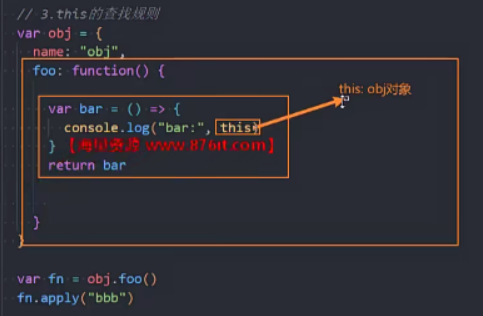 // 3.this的查找规则
var obj = {
name: "obj",
foo: function() {
this: obj对象
var bar = () => {
console.log("bar:", this
}
【海量资源 www.876it.com】
return bar
}
}
var fn = obj.foo()
fn.apply("bbb")